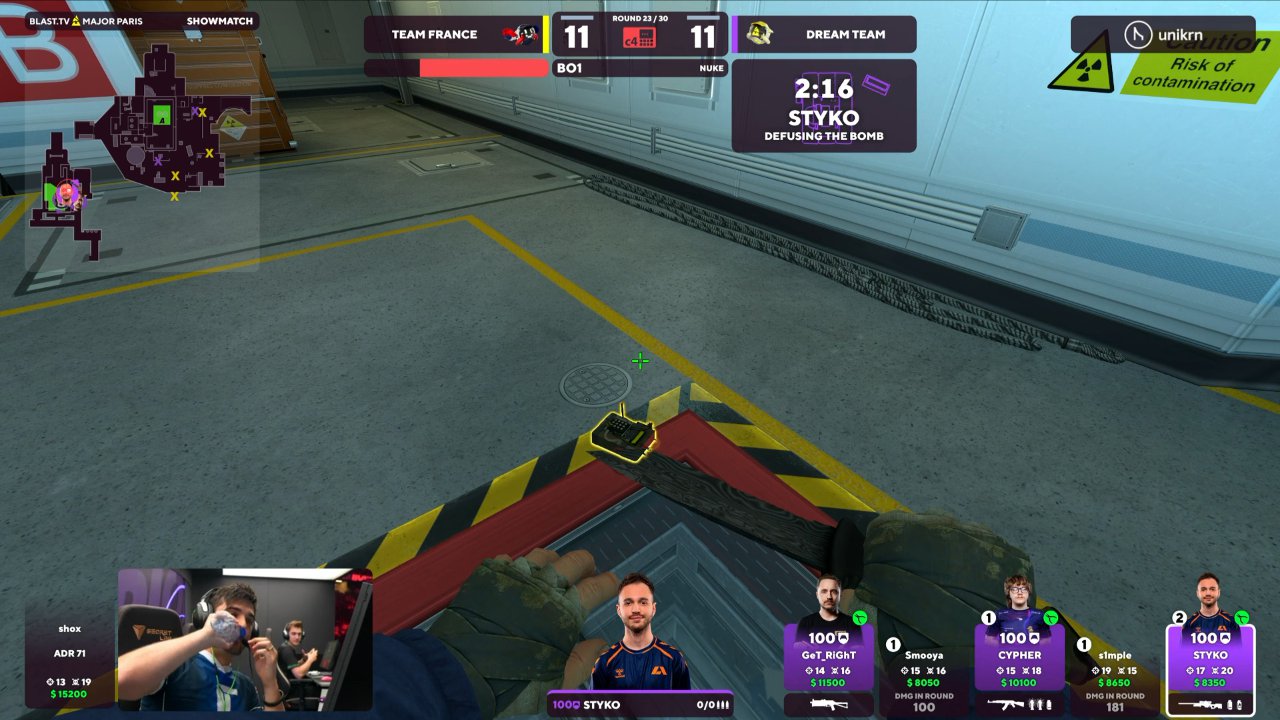 BLAST.TV MAJOR PARIS SHOWMATCH
TEAM FRANCE
11
ROUND 23 / 30
C4
11
DREAM TEAM
BO1
NUKE
2:16
STYKO
DEFUSING THE BOMB
unikrn
Caution
Risk of
contamination
B
shox
ADR 71
13 19
$ 15200
SECRETLAB
100 STYKO
0/0
100
GeT_RiGhT
14 16
$ 11500
1
Smooya
15 16
$ 8050
DMG IN ROUND
100
1
100
CYPHER
15 18
$ 10100
1
s1mple
19 15
$ 8650
DMG IN ROUND
181
2
100
STYKO
17 20
$ 8350